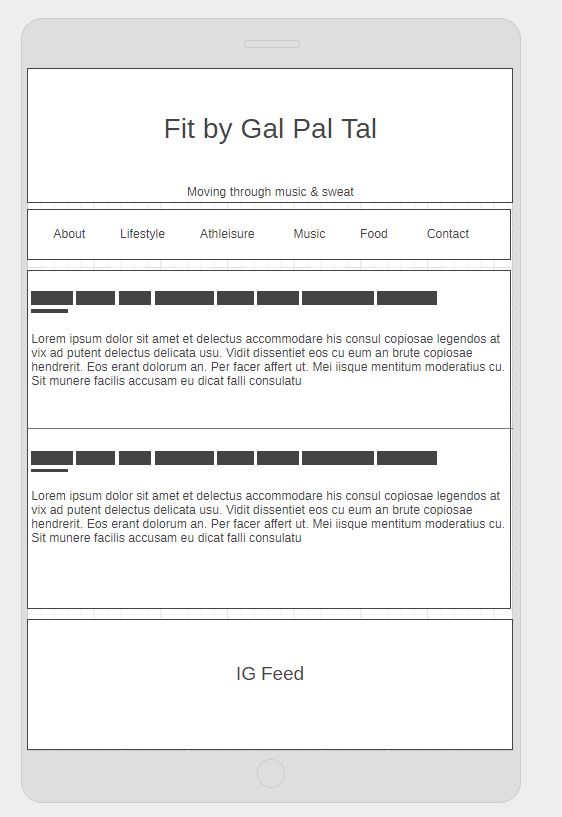 Fit by Gal Pal Tal
Moving through music & sweat
About Lifestyle Athleisure Music Food Contact
Lorem ipsum dolor sit amet et delectus accommodare his consul copiosae legendos at
vix ad putent delectus delicata usu. Vidit dissentiet eos cu eum an brute copiosae
hendrerit. Eos erant dolorum an. Per facer affert ut. Mei iisque mentitum moderatius cu.
Sit munere facilis accusam eu dicat falli consulatu
Lorem ipsum dolor sit amet et delectus accommodare his consul copiosae legendos at
vix ad putent delectus delicata usu. Vidit dissentiet eos cu eum an brute copiosae
hendrerit. Eos erant dolorum an. Per facer affert ut. Mei iisque mentitum moderatius cu.
Sit munere facilis accusam eu dicat falli consulatu
IG Feed